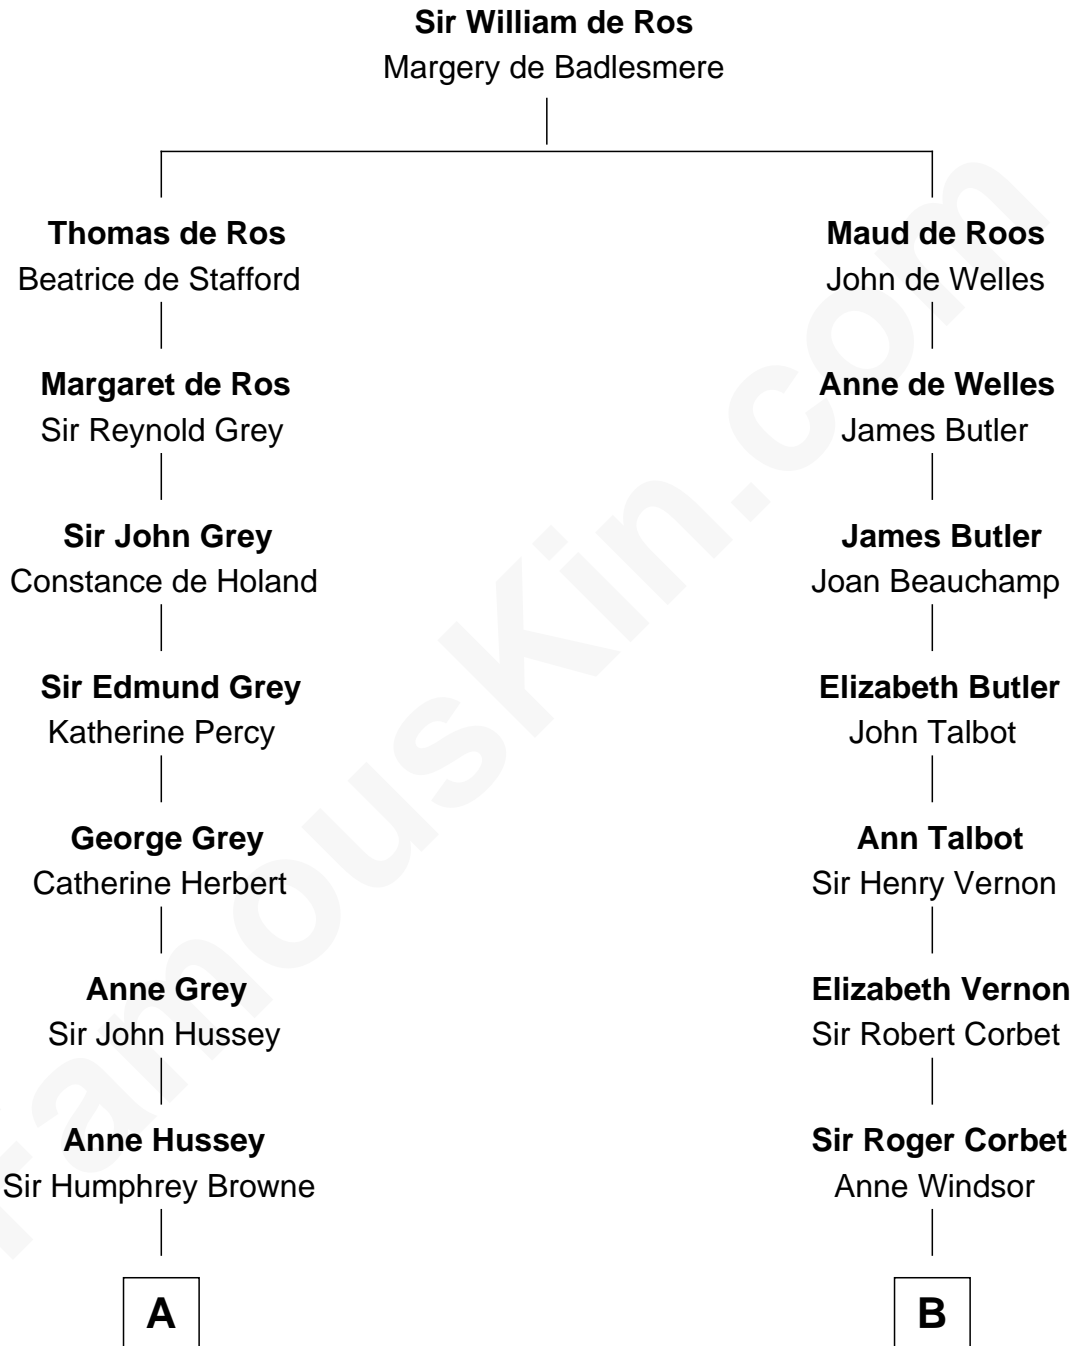 Sir William de Ros
Margery de Badlesmere
Thomas de Ros
Beatrice de Stafford
Margaret de Ros
Sir Reynold Grey
Sir John Grey
Constance de Holand
Sir Edmund Grey
Katherine Percy
George Grey
Catherine Herbert
Anne Grey
Sir John Hussey
Anne Hussey
Sir Humphrey Browne
A
Maud de Roos
John de Welles
Anne de Welles
James Butler
James Butler
Joan Beauchamp
Elizabeth Butler
John Talbot
Ann Talbot
Sir Henry Vernon
Elizabeth Vernon
Sir Robert Corbet
Sir Roger Corbet
Anne Windsor
B
FamousKin.com